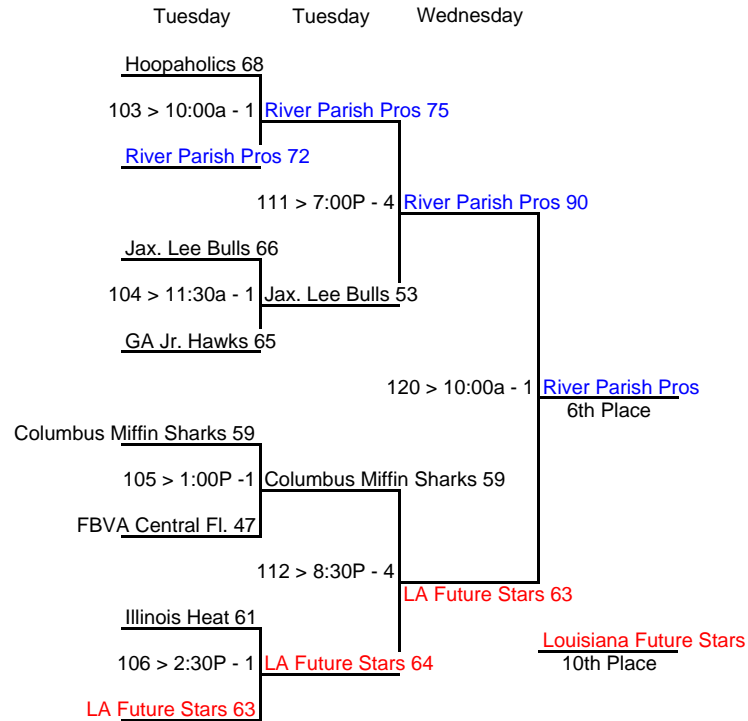 Tuesday Tuesday Wednesday
Hoopaholics 68
103 > 10:00a - 1 River Parish Pros 75
River Parish Pros 72
111 > 7:00P - 4 River Parish Pros 90
Jax. Lee Bulls 66
104 > 11:30a - 1 Jax. Lee Bulls 53
GA Jr. Hawks 65
120 > 10:00a - 1 River Parish Pros
6th Place
Columbus Miffin Sharks 59
105 > 1:00P -1 Columbus Miffin Sharks 59
FBVA Central Fl. 47
112 > 8:30P - 4
LA Future Stars 63
Illinois Heat 61
Louisiana Future Stars
106 > 2:30P - 1 LA Future Stars 64
10th Place
LA Future Stars 63